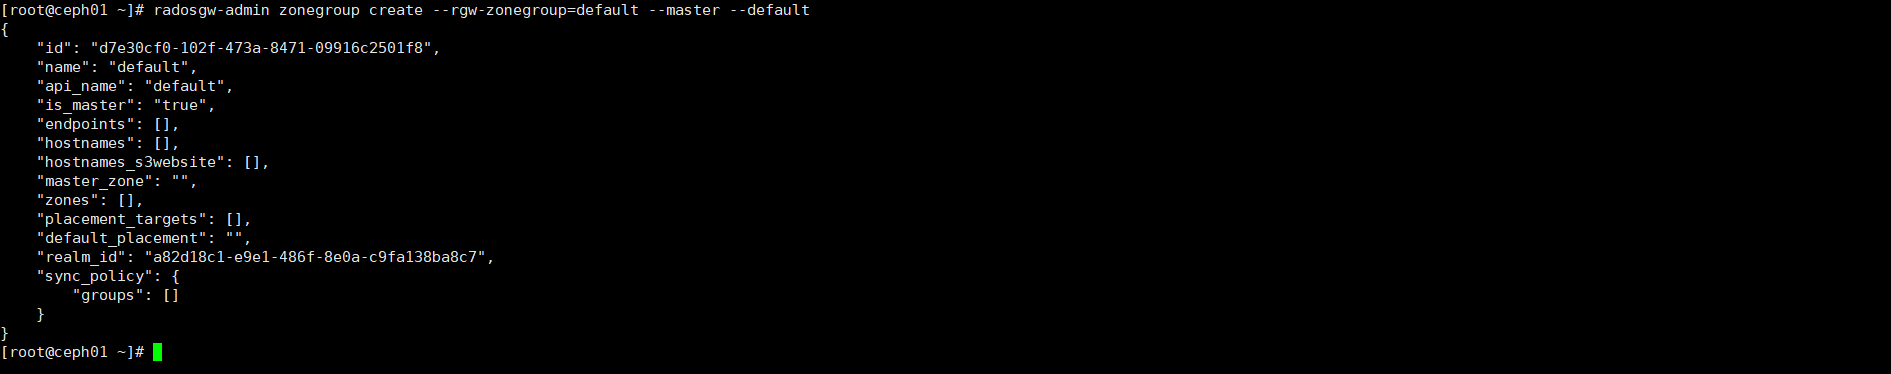 [root@ceph01 ~]# radosgw-admin zonegroup create --rgw-zonegroup=default --master --default
{
    "id": "d7e30cf0-102f-473a-8471-09916c2501f8",
    "name": "default",
    "api_name": "default",
    "is_master": "true",
    "endpoints": [],
    "hostnames": [],
    "hostnames_s3website": [],
    "master_zone": "",
    "zones": [],
    "placement_targets": [],
    "default_placement": "",
    "realm_id": "a82d18c1-e9e1-486f-8e0a-c9fa138ba8c7",
    "sync_policy": {
        "groups": []
    }
}
[root@ceph01 ~]#